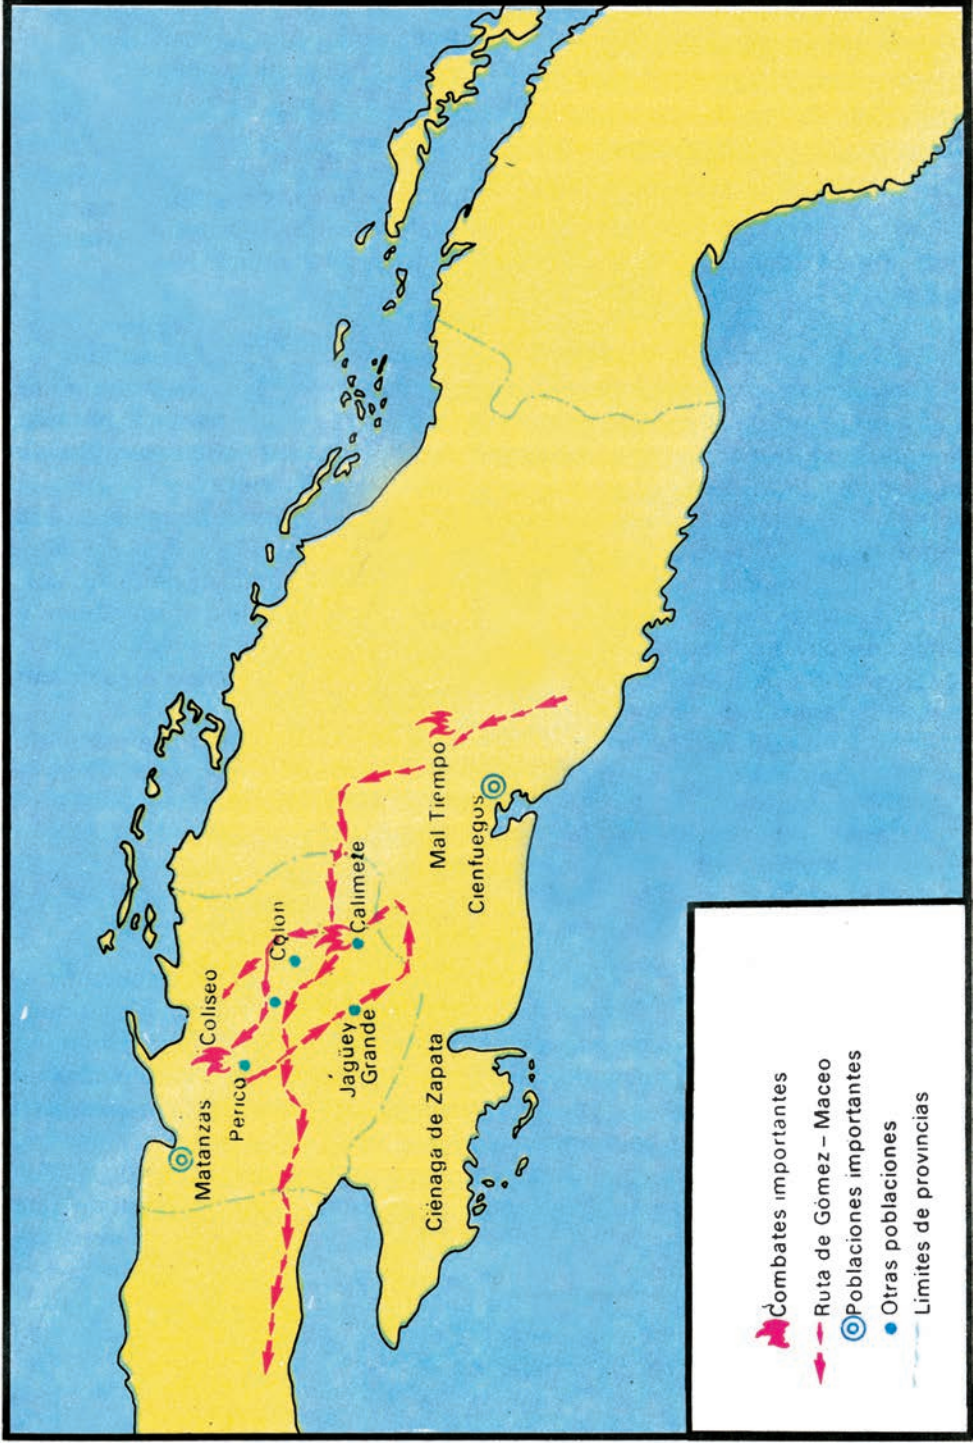 Matanzas
Coliseo
Perico
Colon
Jagüey
Grande
Calimete
Mal Tiempo
Cienfuegos
Ciénaga de Zapata
Combates importantes
Ruta de Gómez – Maceo
Poblaciones importantes
Otras poblaciones
Límites de provincias